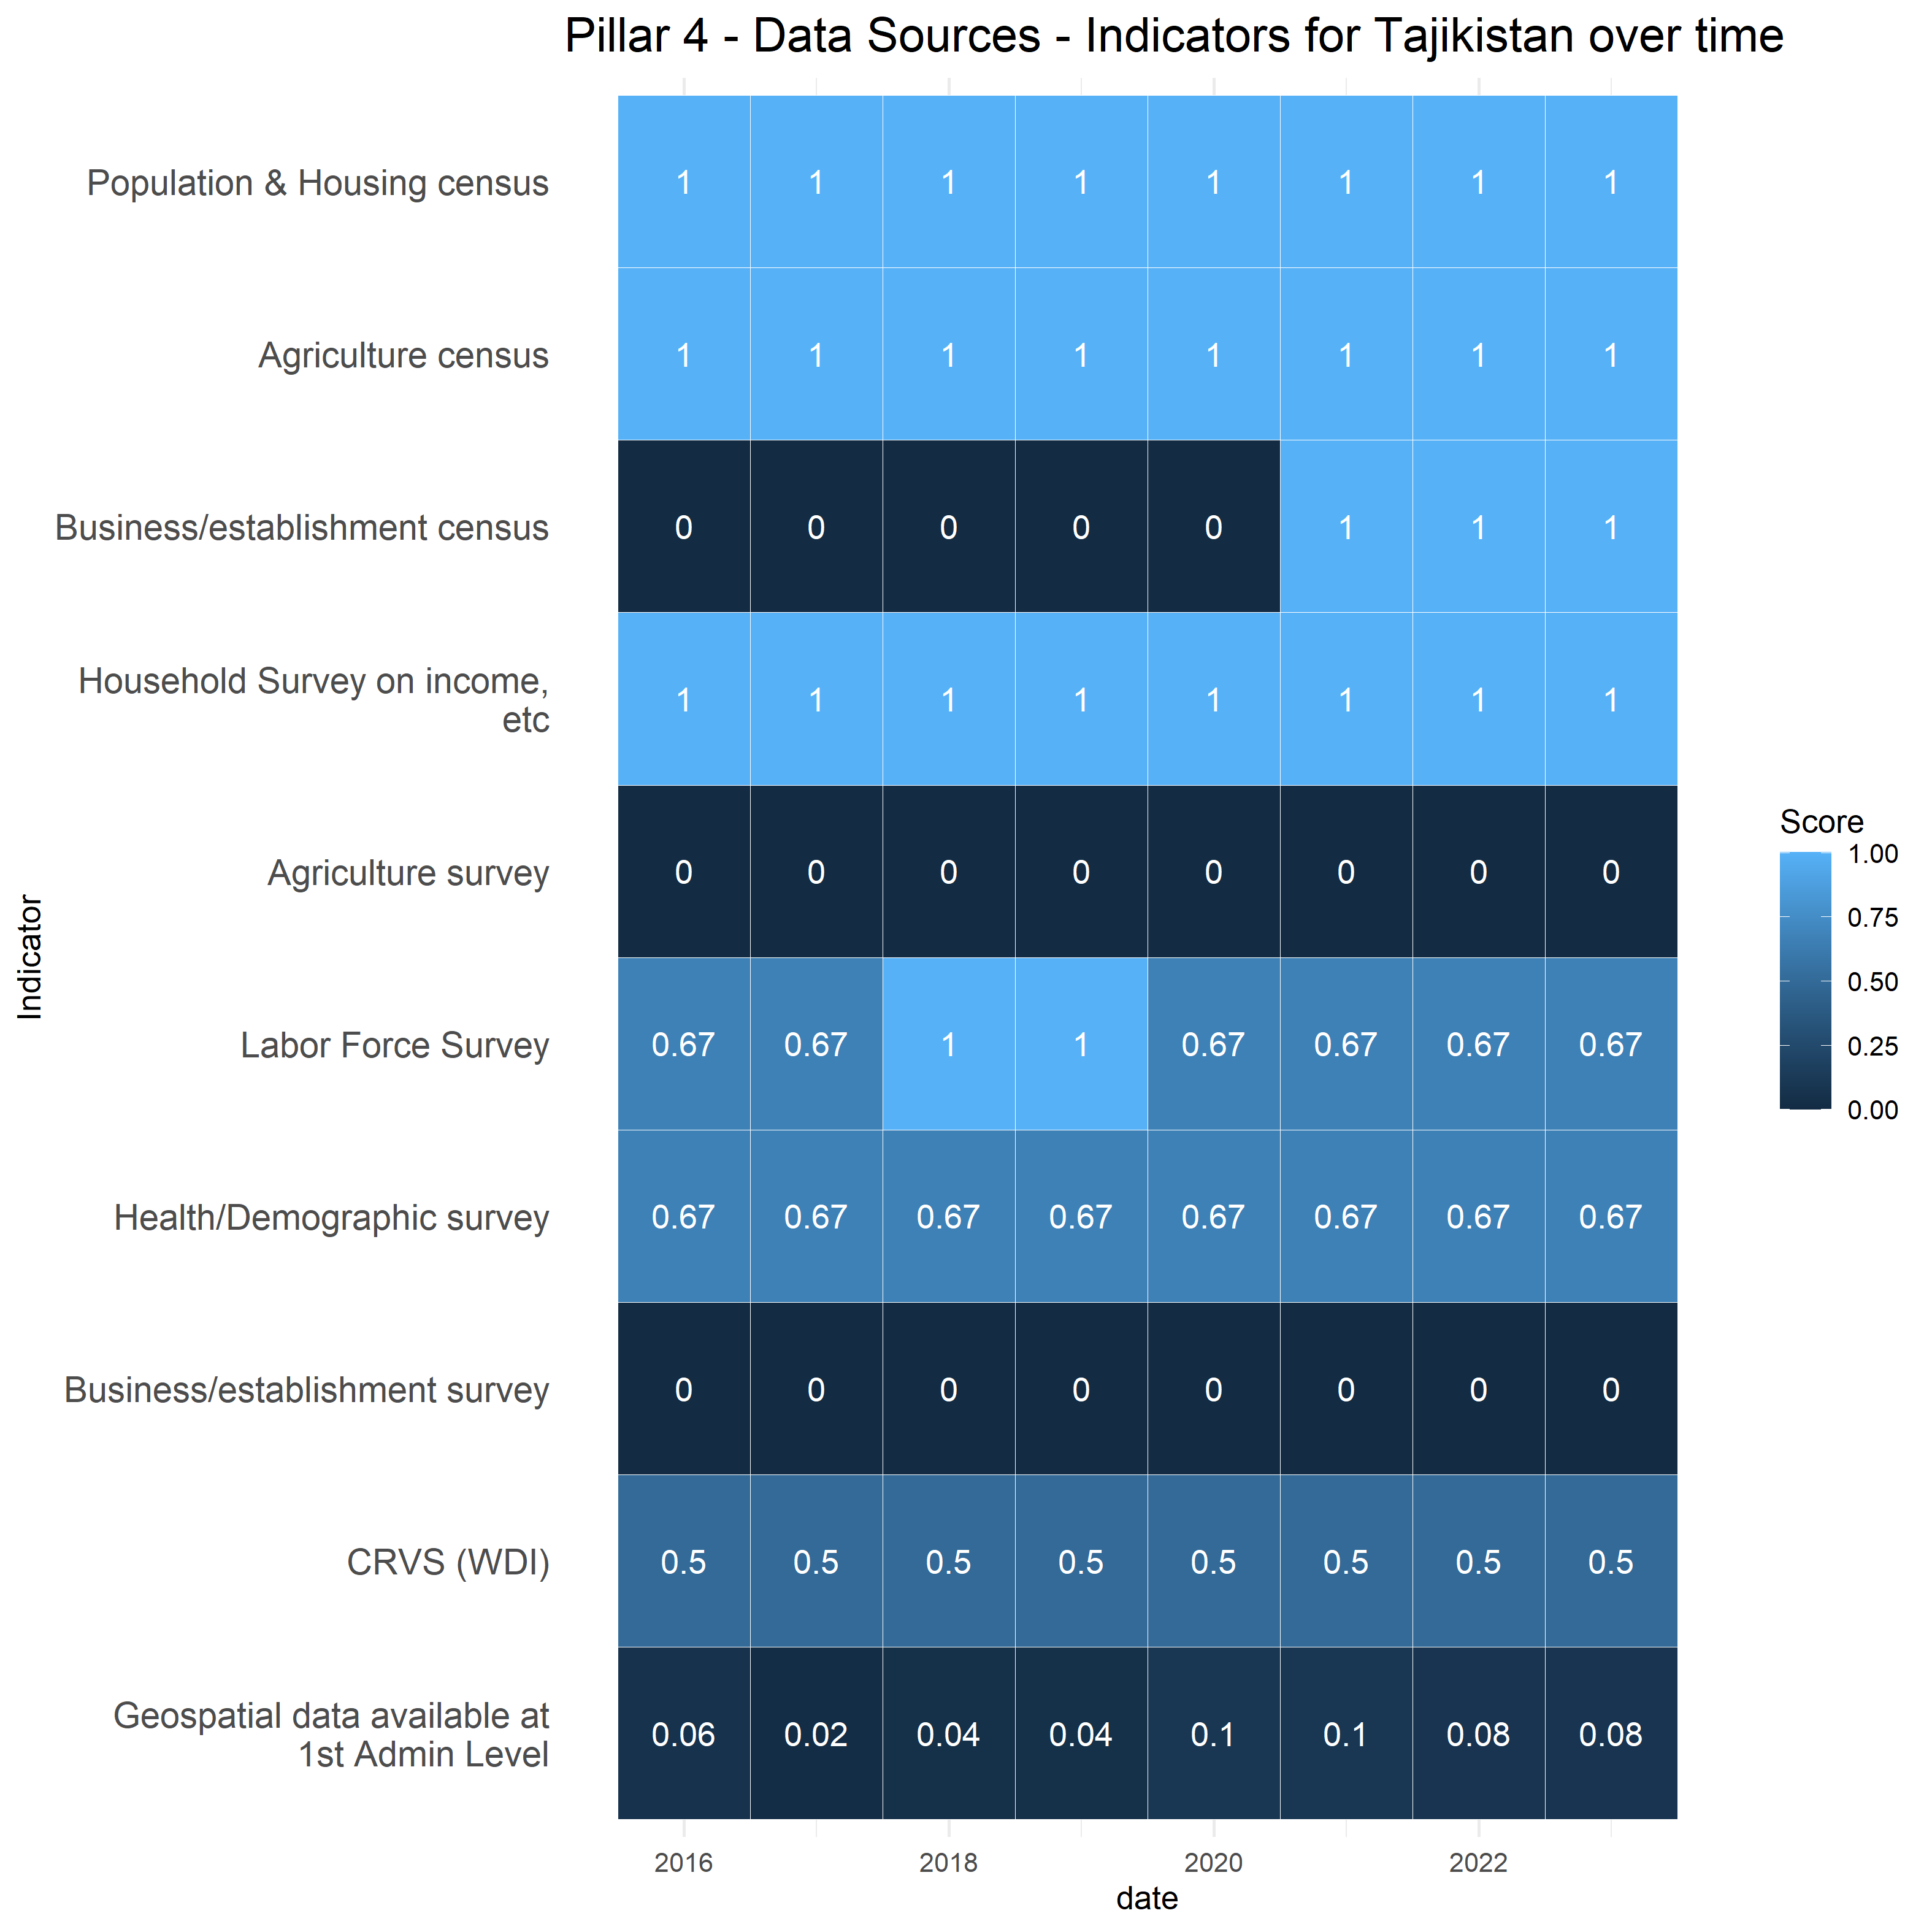 Pillar 4 - Data Sources - Indicators for Tajikistan over time
Indicator
Population & Housing census 1 1 1 1 1 1 1 1
Agriculture census 1 1 1 1 1 1 1 1
Business/establishment census 0 0 0 0 0 1 1 1
Household Survey on income,
etc 1 1 1 1 1 1 1 1
Agriculture survey 0 0 0 0 0 0 0 0
Labor Force Survey 0.67 0.67 1 1 0.67 0.67 0.67 0.67
Health/Demographic survey 0.67 0.67 0.67 0.67 0.67 0.67 0.67 0.67
Business/establishment survey 0 0 0 0 0 0 0 0
CRVS (WDI) 0.5 0.5 0.5 0.5 0.5 0.5 0.5 0.5
Geospatial data available at
1st Admin Level 0.06 0.02 0.04 0.04 0.1 0.1 0.08 0.08
2016 2018 2020 2022
date
Score
1.00
0.75
0.50
0.25
0.00